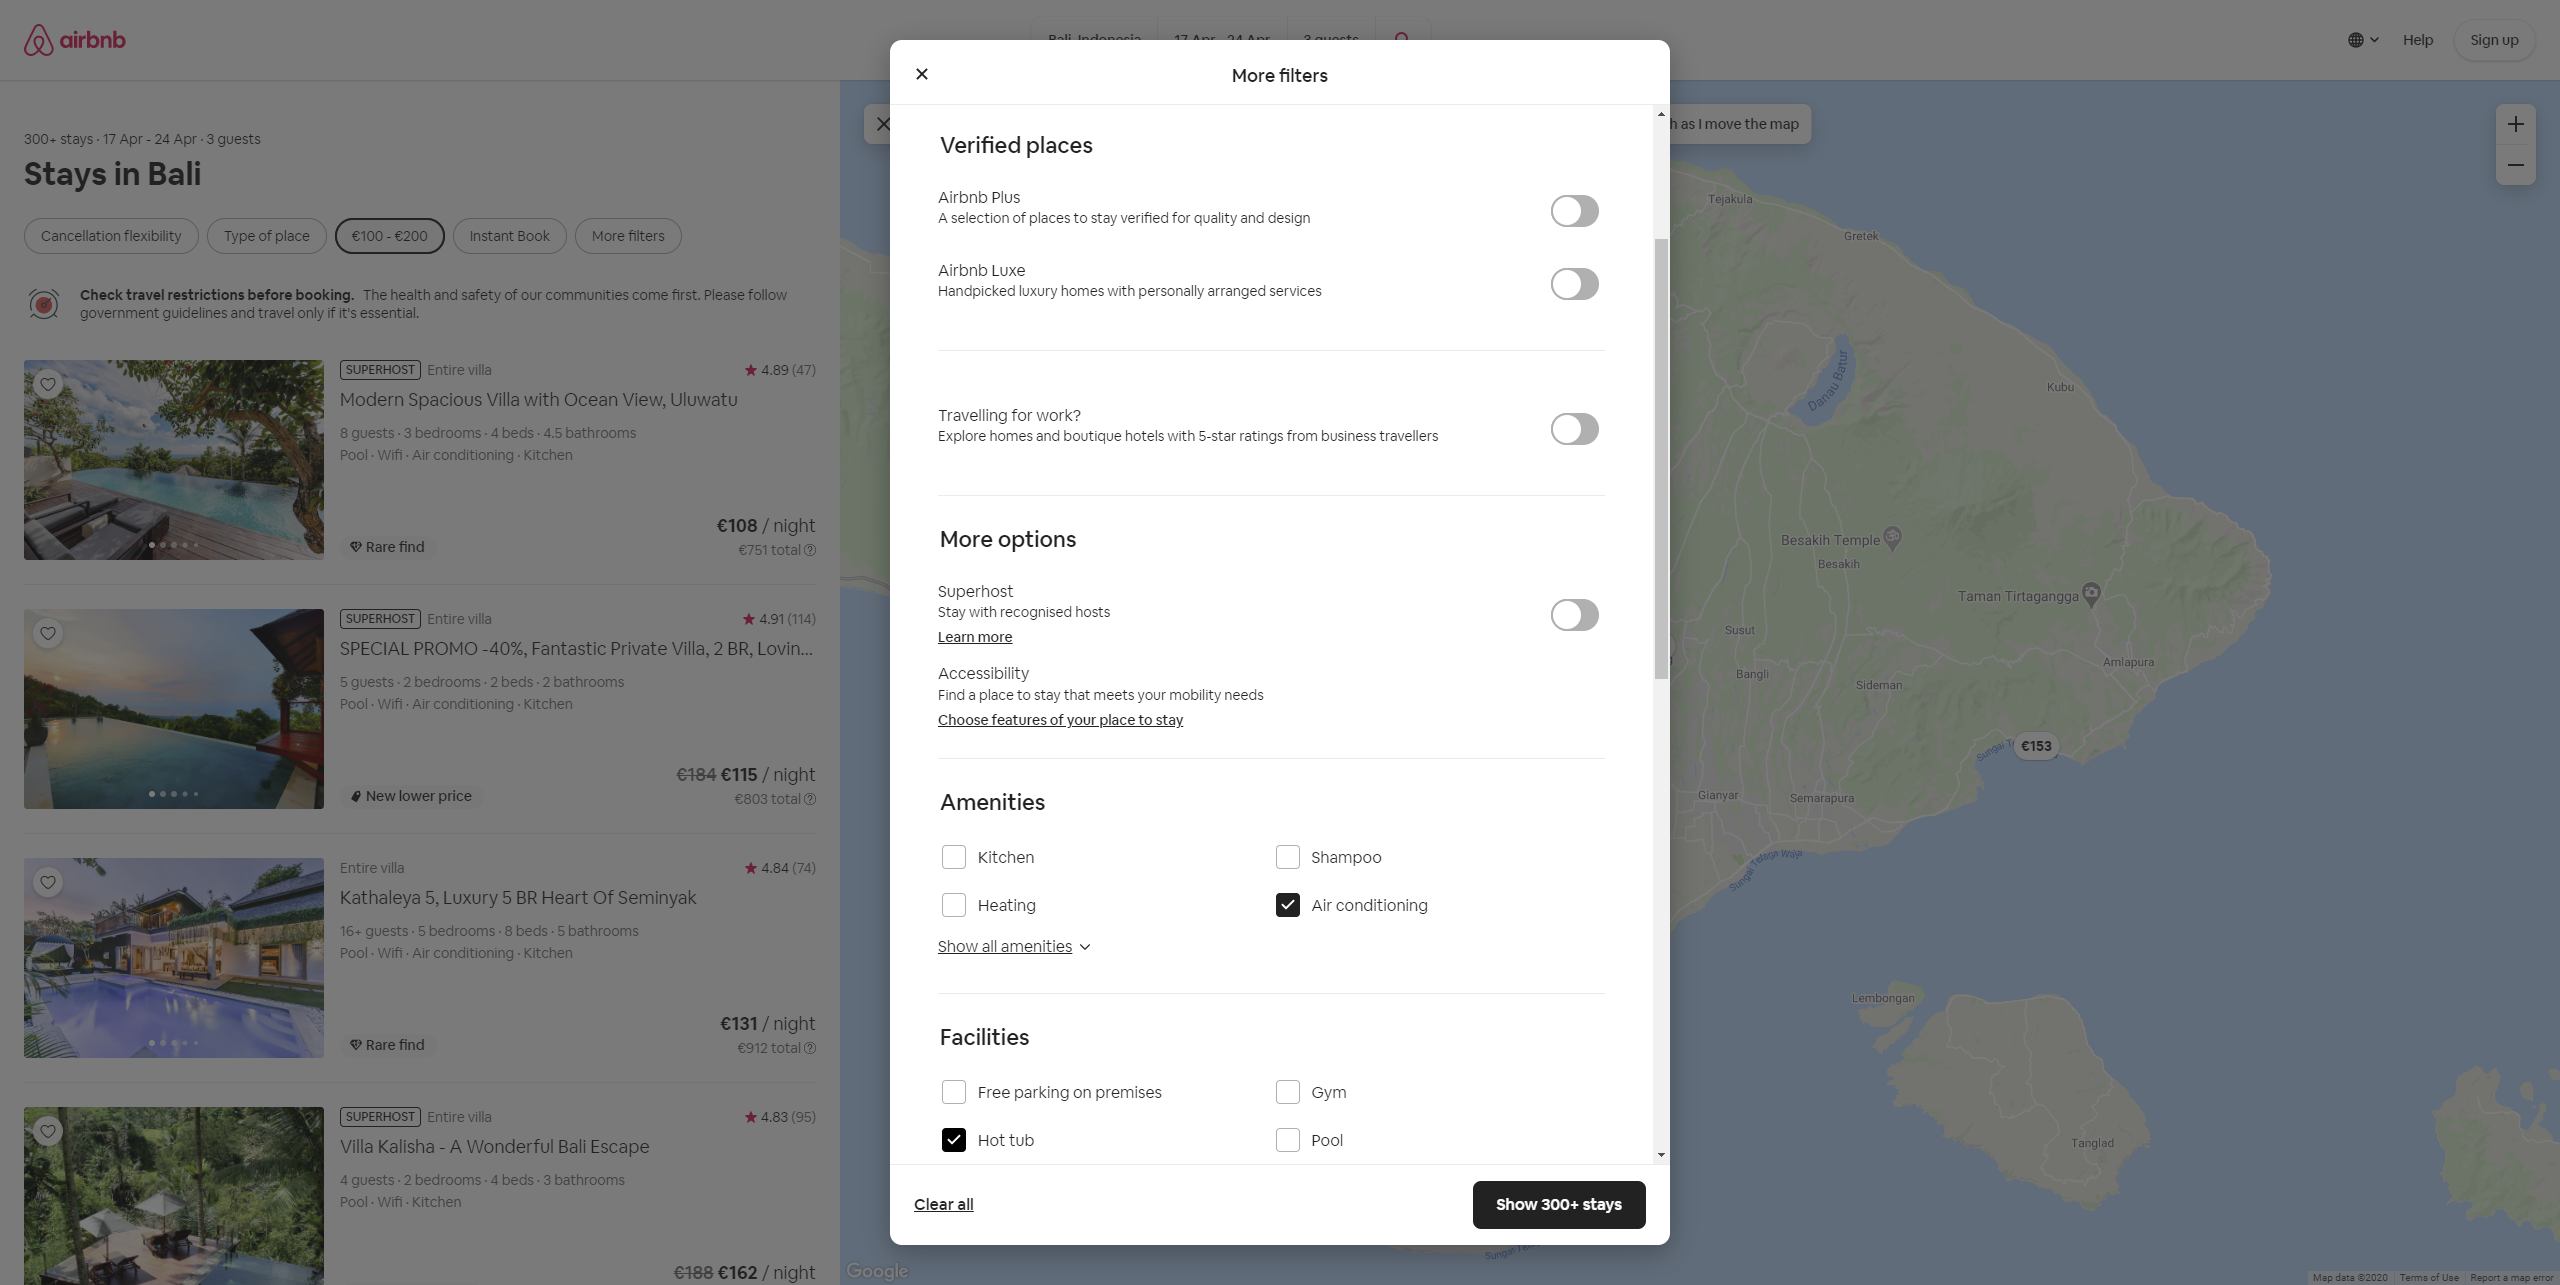 airbnb
Bali, Indonesia
17 Apr - 24 Apr
3 guests
Help
Sign up
300+ stays · 17 Apr - 24 Apr · 3 guests
Stays in Bali
Cancellation flexibility
Type of place
€100 - €200
Instant Book
More filters
Check travel restrictions before booking. The health and safety of our communities come first. Please follow
government guidelines and travel only if it's essential.
SUPERHOST Entire villa
4.89 (47)
Modern Spacious Villa with Ocean View, Uluwatu
8 guests · 3 bedrooms · 4 beds · 4.5 bathrooms
Pool · Wifi · Air conditioning · Kitchen
€108 / night
Rare find
€751 total
SUPERHOST Entire villa
4.91 (114)
SPECIAL PROMO -40%, Fantastic Private Villa, 2 BR, Lovin...
5 guests · 2 bedrooms · 2 beds · 2 bathrooms
Pool · Wifi · Air conditioning · Kitchen
€184 €115 / night
New lower price
€803 total
Entire villa
4.84 (74)
Kathaleya 5, Luxury 5 BR Heart Of Seminyak
16+ guests · 5 bedrooms · 8 beds · 5 bathrooms
Pool · Wifi · Air conditioning · Kitchen
€131 / night
Rare find
€912 total
SUPERHOST Entire villa
4.83 (95)
Villa Kalisha - A Wonderful Bali Escape
4 guests · 2 bedrooms · 4 beds · 3 bathrooms
Pool · Wifi · Kitchen
€188 €162 / night
More filters
Verified places
Airbnb Plus
A selection of places to stay verified for quality and design
Airbnb Luxe
Handpicked luxury homes with personally arranged services
Travelling for work?
Explore homes and boutique hotels with 5-star ratings from business travellers
More options
Superhost
Stay with recognised hosts
Learn more
Accessibility
Find a place to stay that meets your mobility needs
Choose features of your place to stay
Amenities
Kitchen
Shampoo
Heating
Air conditioning
Show all amenities
Facilities
Free parking on premises
Gym
Hot tub
Pool
Clear all
Show 300+ stays
h as I move the map
Tejakula
Gretek
Danau Batur
Kubu
Besakih Temple
Besakih
Taman Tirtagangga
Susut
Amlapura
Bangli
Sideman
€153
Gianyar
Semarapura
Sungai Telaga Waja
Lembongan
Tanglad
Google
Map data ©2020
Terms of Use
Report a map error